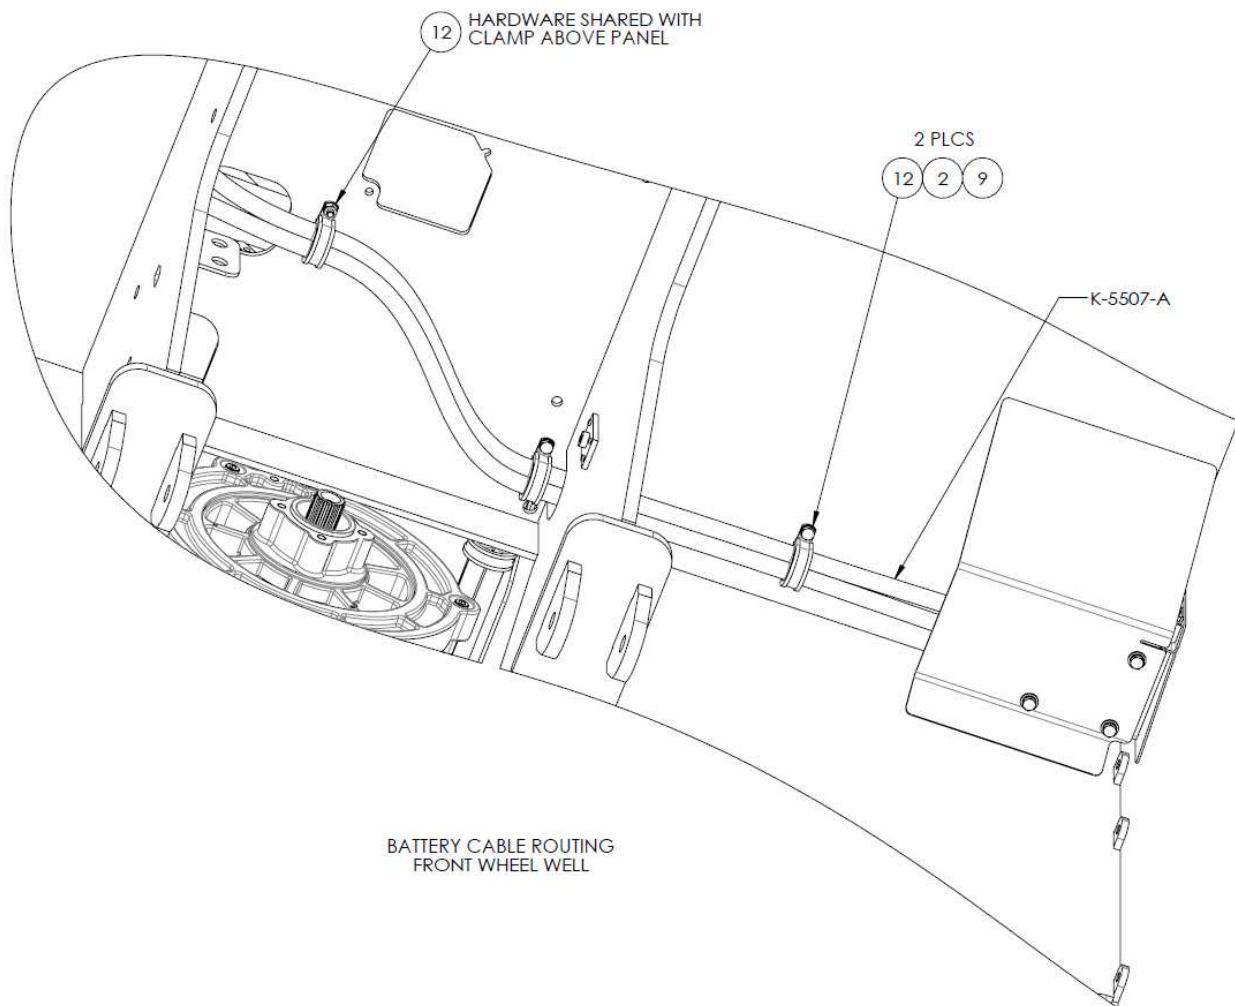 12 HARDWARE SHARED WITH
CLAMP ABOVE PANEL
2 PLCS
12 2 9
K-5507-A
BATTERY CABLE ROUTING
FRONT WHEEL WELL